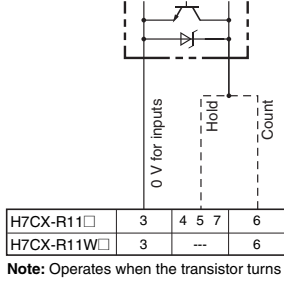 0 V for inputs
Hold
Count
H7CX-R11□ 3 4 5 7 6
H7CX-R11W□ 3 --- 6
Note: Operates when the transistor turns